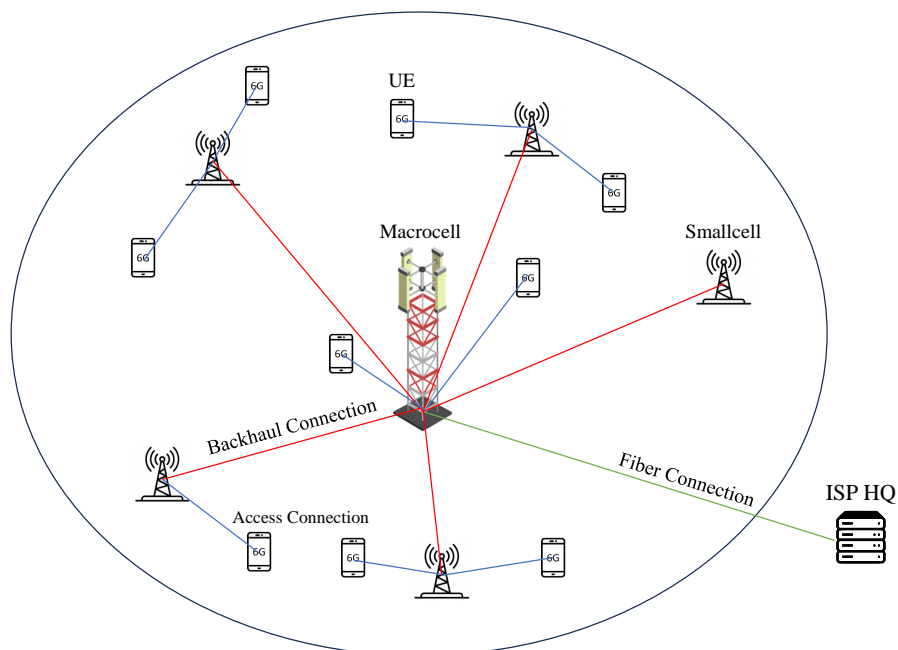 6G
UE
6G
6G
Macrocell
Smallcell
6G
6G
6G
Backhaul Connection
Fiber Connection
ISP HQ
Access Connection
6G
6G
6G